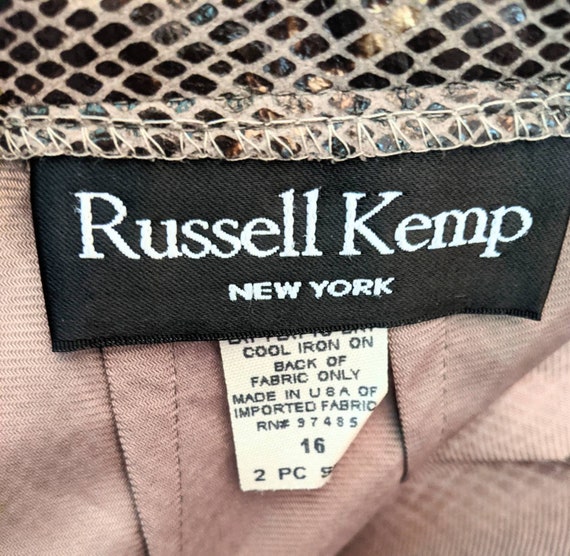 Russell Kemp
NEW YORK
COOL IRON ON
BACK OF
FABRIC ONLY
MADE IN USA OF
IMPORTED FABRIC
RN# 97485
16
2 PC